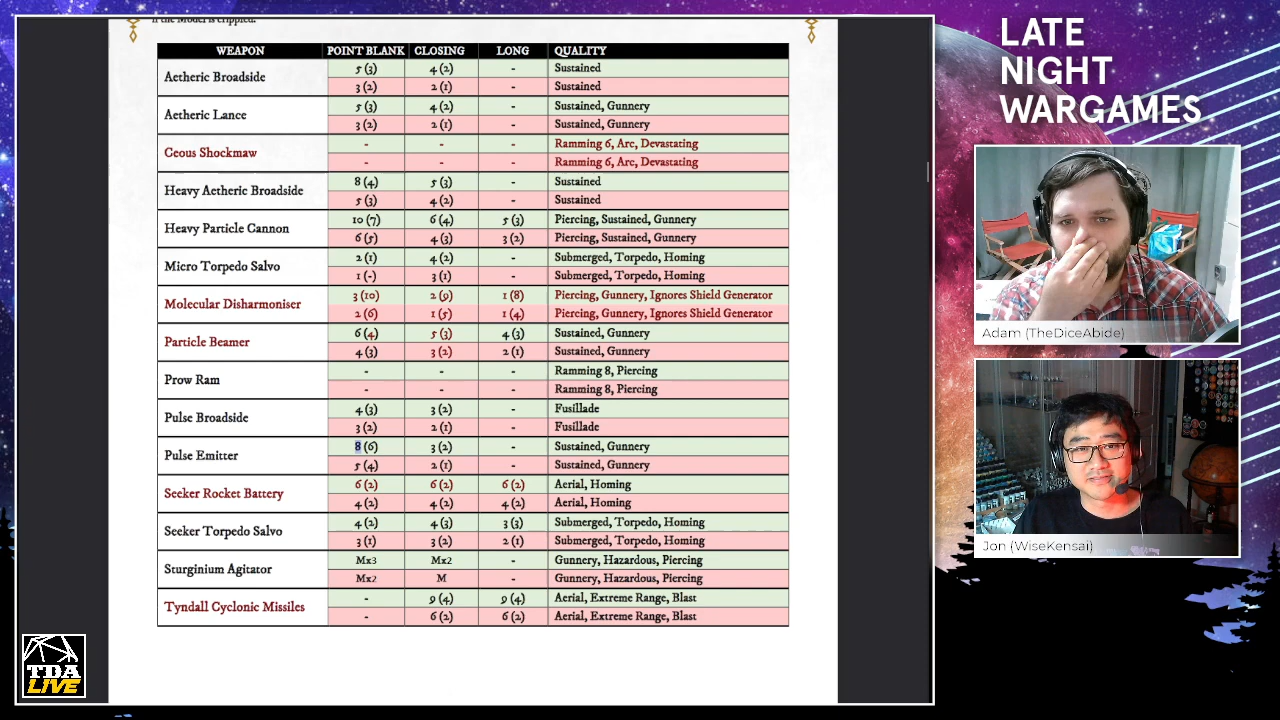 if the Model is crippled.
WEAPON POINT BLANK CLOSING LONG QUALITY
Aetheric Broadside
5 (3) 4 (2) - Sustained
3 (2) 2 (1) - Sustained
Aetheric Lance
5 (3) 4 (2) - Sustained, Gunnery
3 (2) 2 (1) - Sustained, Gunnery
Ceous Shockmaw
- - - Ramming 6, Arc, Devastating
- - - Ramming 6, Arc, Devastating
Heavy Aetheric Broadside
8 (4) 5 (3) - Sustained
5 (3) 4 (2) - Sustained
Heavy Particle Cannon
10 (7) 6 (4) 5 (3) Piercing, Sustained, Gunnery
6 (5) 4 (3) 3 (2) Piercing, Sustained, Gunnery
Micro Torpedo Salvo
2 (1) 4 (2) - Submerged, Torpedo, Homing
1 (-) 3 (1) - Submerged, Torpedo, Homing
Molecular Disharmoniser
3 (10) 2 (9) 1 (8) Piercing, Gunnery, Ignores Shield Generator
2 (6) 1 (5) 1 (4) Piercing, Gunnery, Ignores Shield Generator
Particle Beamer
6 (4) 5 (3) 4 (3) Sustained, Gunnery
4 (3) 3 (2) 2 (1) Sustained, Gunnery
Prow Ram
- - - Ramming 8, Piercing
- - - Ramming 8, Piercing
Pulse Broadside
4 (3) 3 (2) - Fusillade
3 (2) 2 (1) - Fusillade
Pulse Emitter
8 (6) 3 (2) - Sustained, Gunnery
5 (4) 2 (1) - Sustained, Gunnery
Seeker Rocket Battery
6 (2) 6 (2) 6 (2) Aerial, Homing
4 (2) 4 (2) 4 (2) Aerial, Homing
Seeker Torpedo Salvo
4 (2) 4 (3) 3 (3) Submerged, Torpedo, Homing
3 (1) 3 (2) 2 (1) Submerged, Torpedo, Homing
Sturginium Agitator
Mx3 Mx2 - Gunnery, Hazardous, Piercing
Mx2 M - Gunnery, Hazardous, Piercing
Tyndall Cyclonic Missiles
- 9 (4) 9 (4) Aerial, Extreme Range, Blast
- 6 (2) 6 (2) Aerial, Extreme Range, Blast
TDA
LIVE
LATE
NIGHT
WARGAMES
Adam (TheDiceAbide)
Jon (WiseKensai)